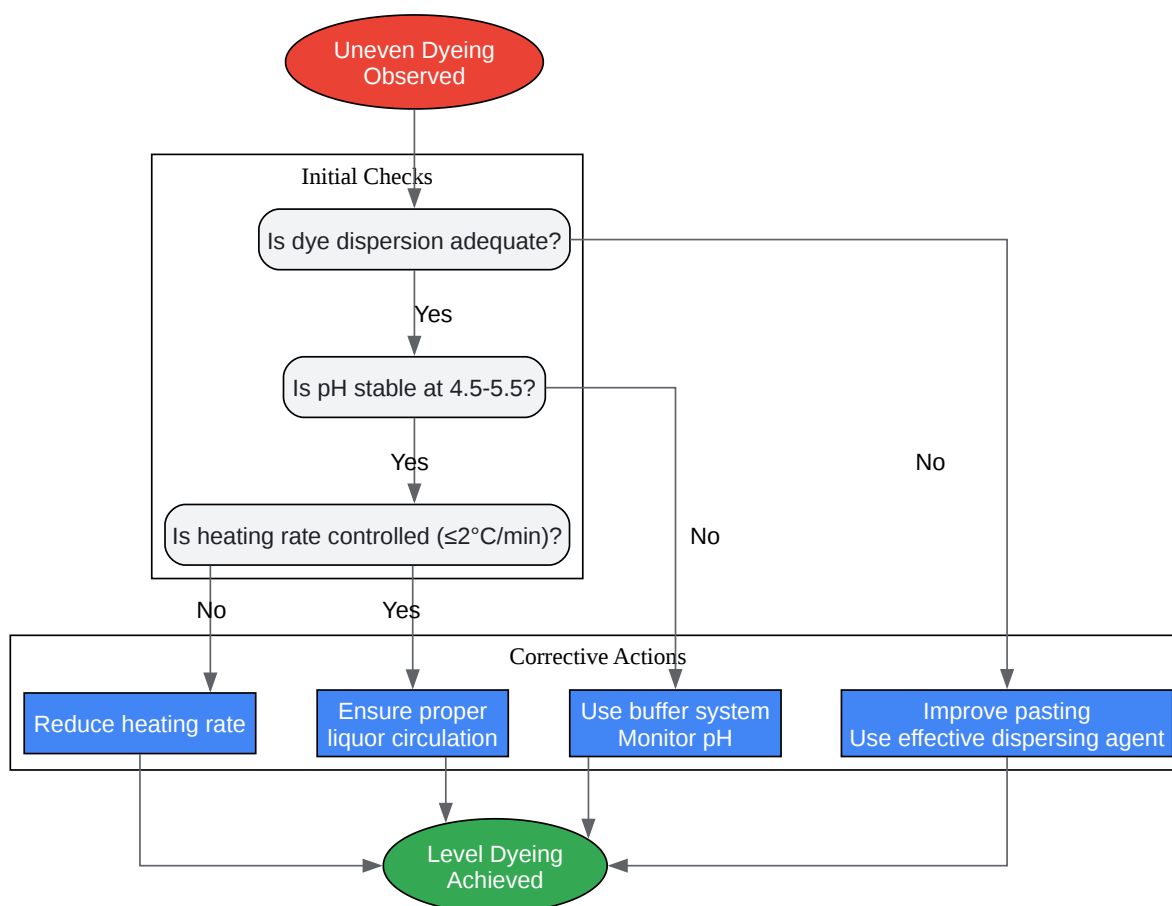 Uneven Dyeing
Observed
Initial Checks
Is dye dispersion adequate?
Yes
Is pH stable at 4.5-5.5?
Yes
No
Is heating rate controlled (≤2°C/min)?
No
No
Yes
Corrective Actions
Reduce heating rate
Ensure proper
liquor circulation
Use buffer system
Monitor pH
Improve pasting
Use effective dispersing agent
Level Dyeing
Achieved